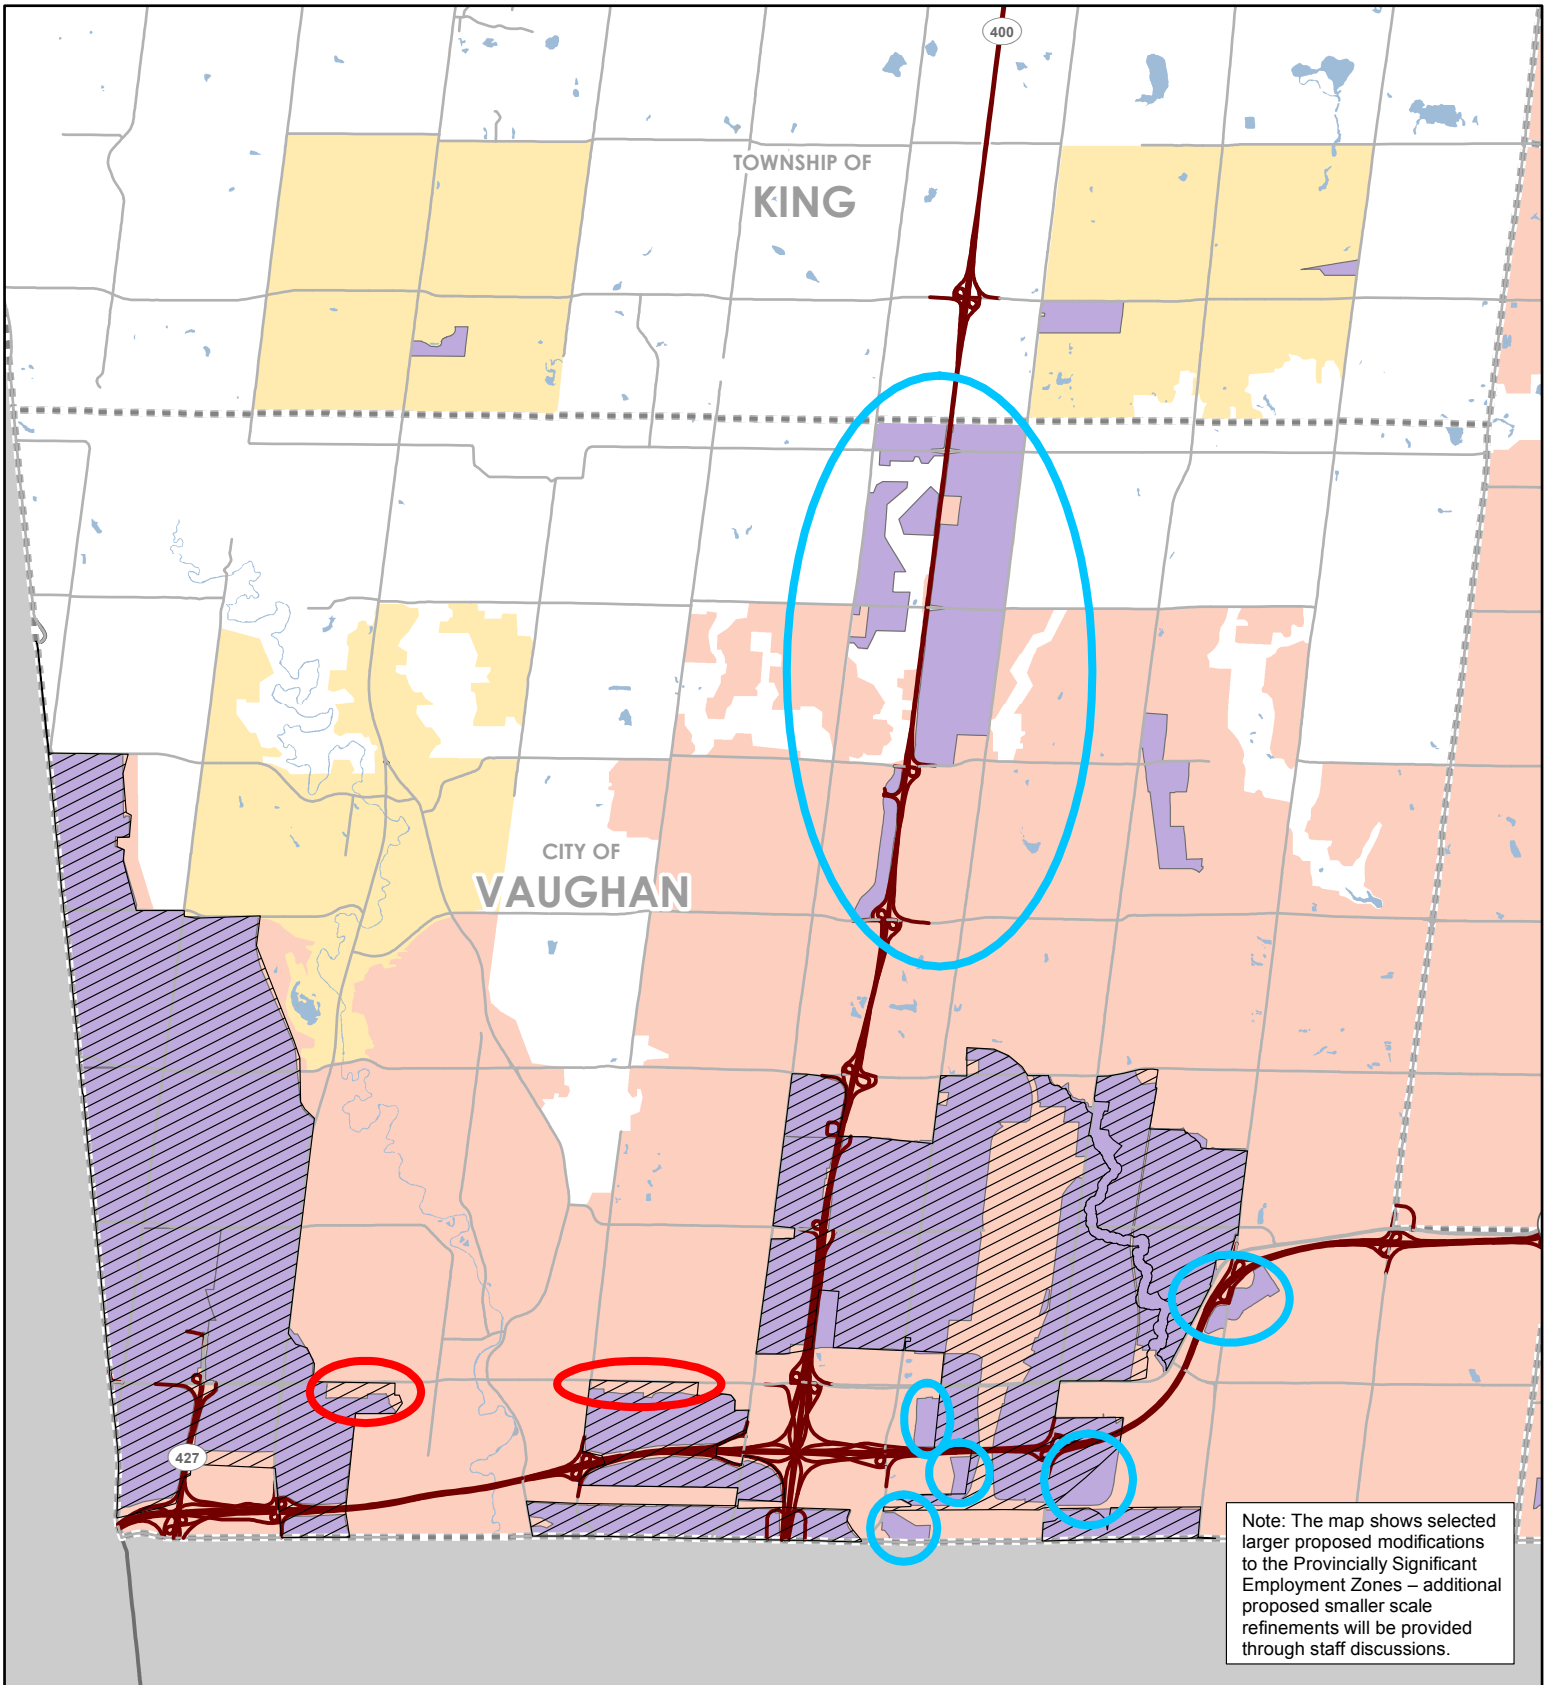 400
TOWNSHIP OF
KING
CITY OF
VAUGHAN
427
Note: The map shows selected
larger proposed modifications
to the Provincially Significant
Employment Zones – additional
proposed smaller scale
refinements will be provided
through staff discussions.